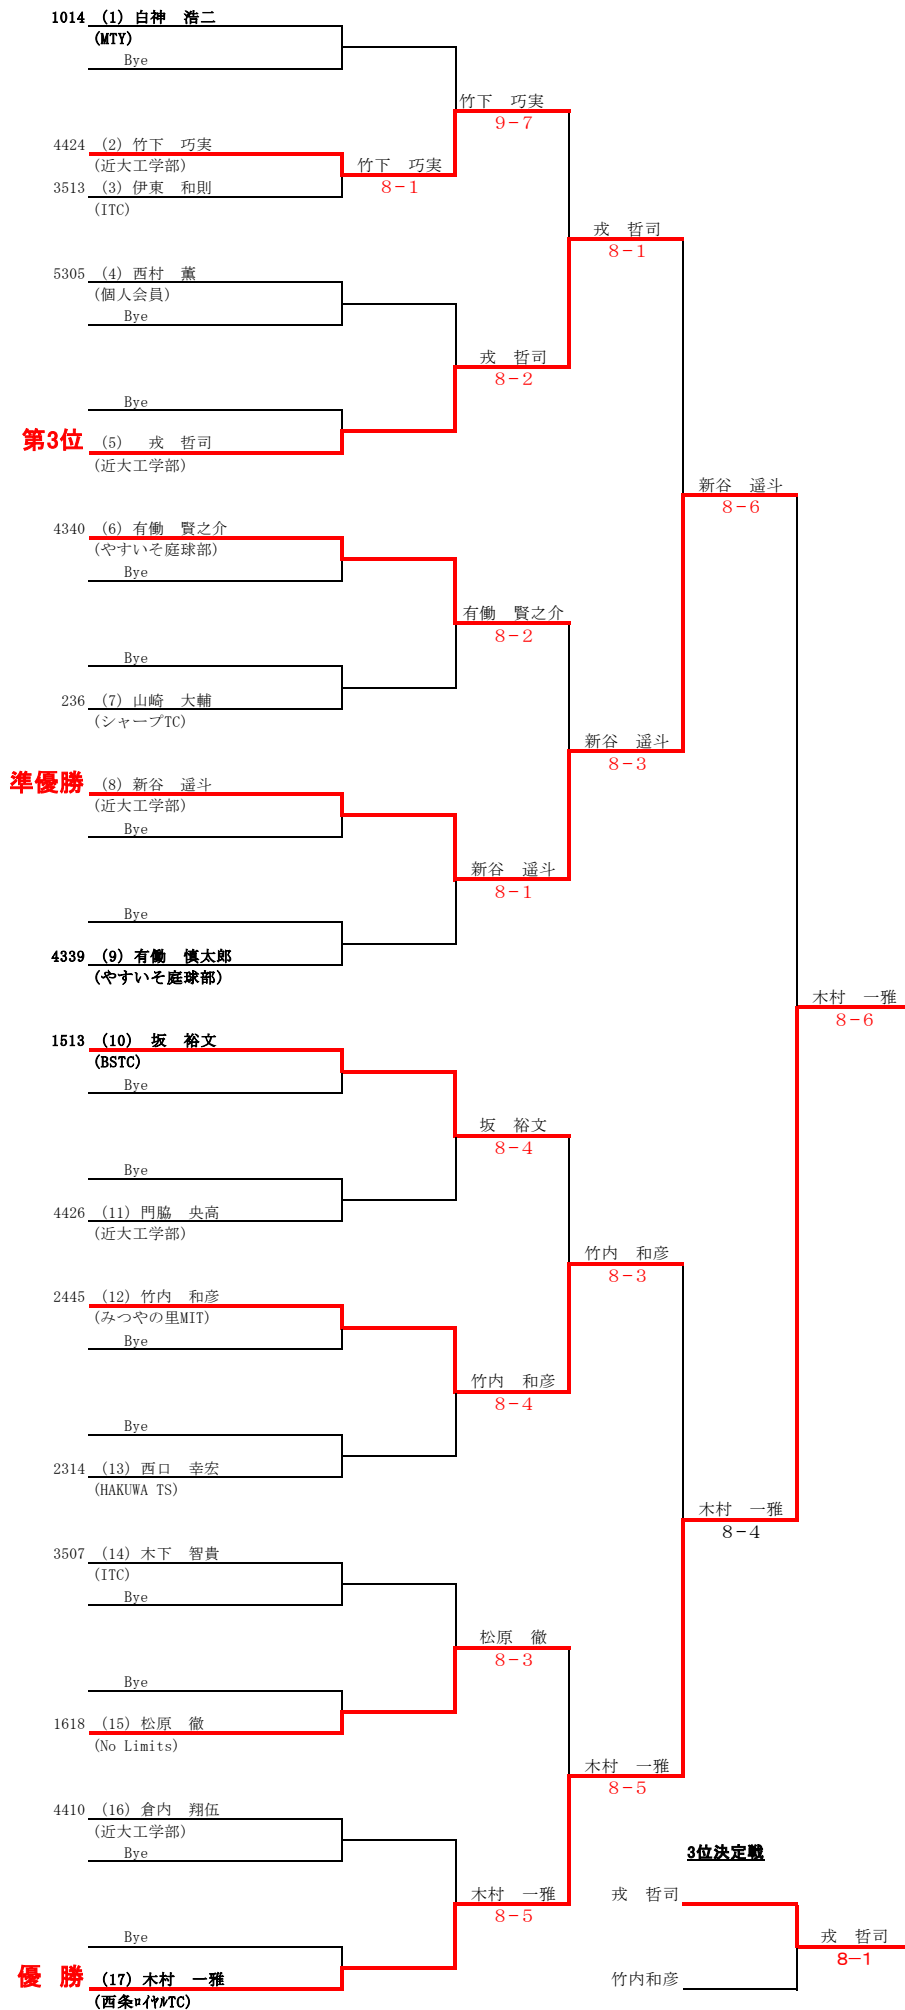 1014 (1) 白神　浩二
(MTY)
Bye
竹下　巧実
9-7
4424 (2) 竹下　巧実
(近大工学部)
竹下　巧実
8-1
3513 (3) 伊東　和則
(ITC)
戎　哲司
8-1
5305 (4) 西村　薫
(個人会員)
Bye
戎　哲司
8-2
Bye
第3位 (5)　戎　哲司
(近大工学部)
新谷　遥斗
8-6
4340 (6) 有働　賢之介
(やすいそ庭球部)
Bye
有働　賢之介
8-2
Bye
236 (7) 山崎　大輔
(シャープTC)
新谷　遥斗
8-3
準優勝 (8) 新谷　遥斗
(近大工学部)
Bye
新谷　遥斗
8-1
Bye
4339 (9) 有働　慎太郎
(やすいそ庭球部)
木村　一雅
8-6
1513 (10)　坂　裕文
(BSTC)
Bye
坂　裕文
8-4
Bye
4426 (11) 門脇　央高
(近大工学部)
竹内　和彦
8-3
2445 (12) 竹内　和彦
(みつやの里MIT)
Bye
竹内　和彦
8-4
Bye
2314 (13) 西口　幸宏
(HAKUWA TS)
木村　一雅
8-4
3507 (14) 木下　智貴
(ITC)
Bye
松原　徹
8-3
Bye
1618 (15) 松原　徹
(No Limits)
木村　一雅
8-5
4410 (16) 倉内　翔伍
(近大工学部)
Bye
3位決定戦
木村　一雅
8-5
戎　哲司
Bye
戎　哲司
8-1
優 勝 (17) 木村　一雅
(西条ﾛｲﾔﾙTC)
竹内和彦